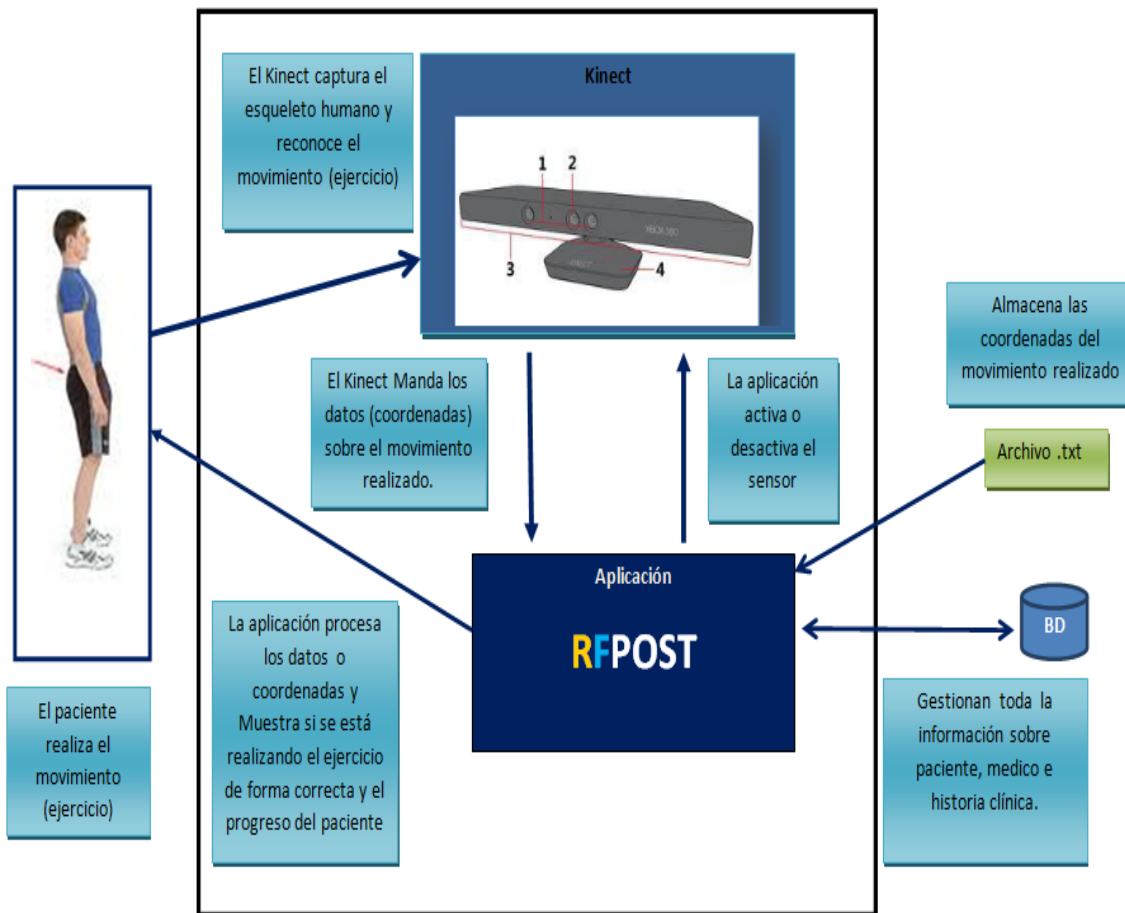 El Kinect captura el
esqueleto humano y
reconoce el
movimiento (ejercicio)
Kinect
1 2
XBOX 360
3
KINECT
4
El Kinect Manda los
datos (coordenadas)
sobre el movimiento
realizado.
La aplicación
activa o
desactiva el
sensor
Almacena las
coordenadas del
movimiento realizado
Archivo .txt
Aplicación
RFPOST
BD
Gestionan toda la
información sobre
paciente, medico e
historia clínica.
La aplicación procesa
los datos o
coordenadas y
Muestra si se está
realizando el ejercicio
de forma correcta y el
progreso del paciente
El paciente
realiza el
movimiento
(ejercicio)